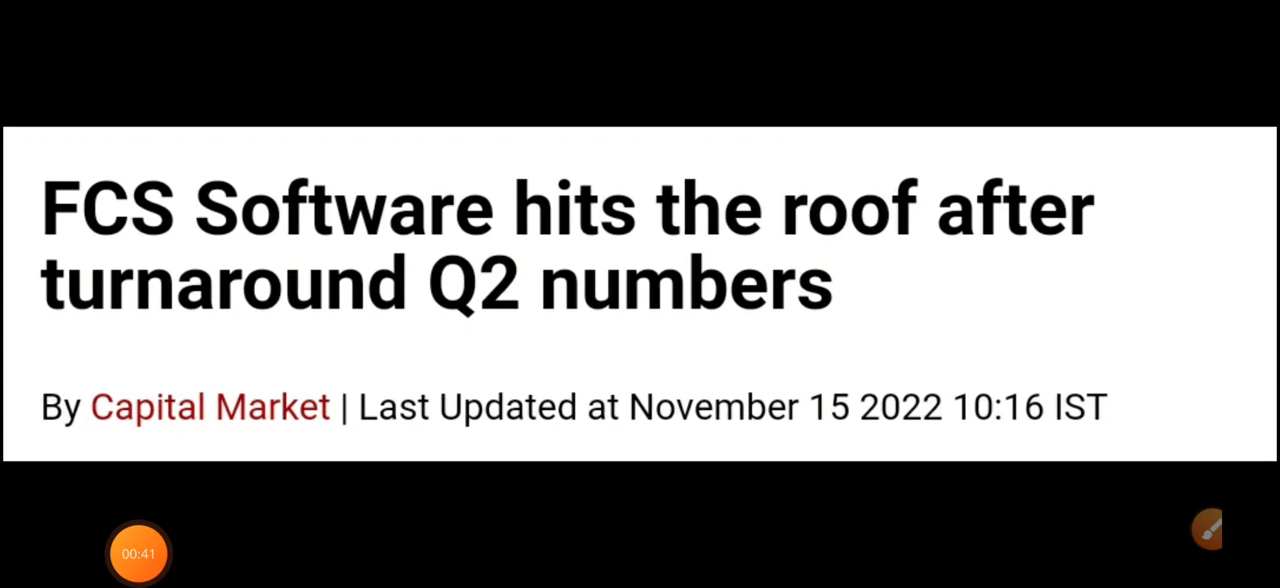 FCS Software hits the roof after
turnaround Q2 numbers
By Capital Market | Last Updated at November 15 2022 10:16 IST
00:41